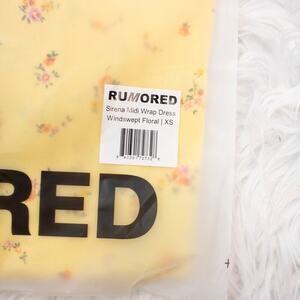 RUMORED
Sirena Midi Wrap Dress
Windswept Floral | XS
RED